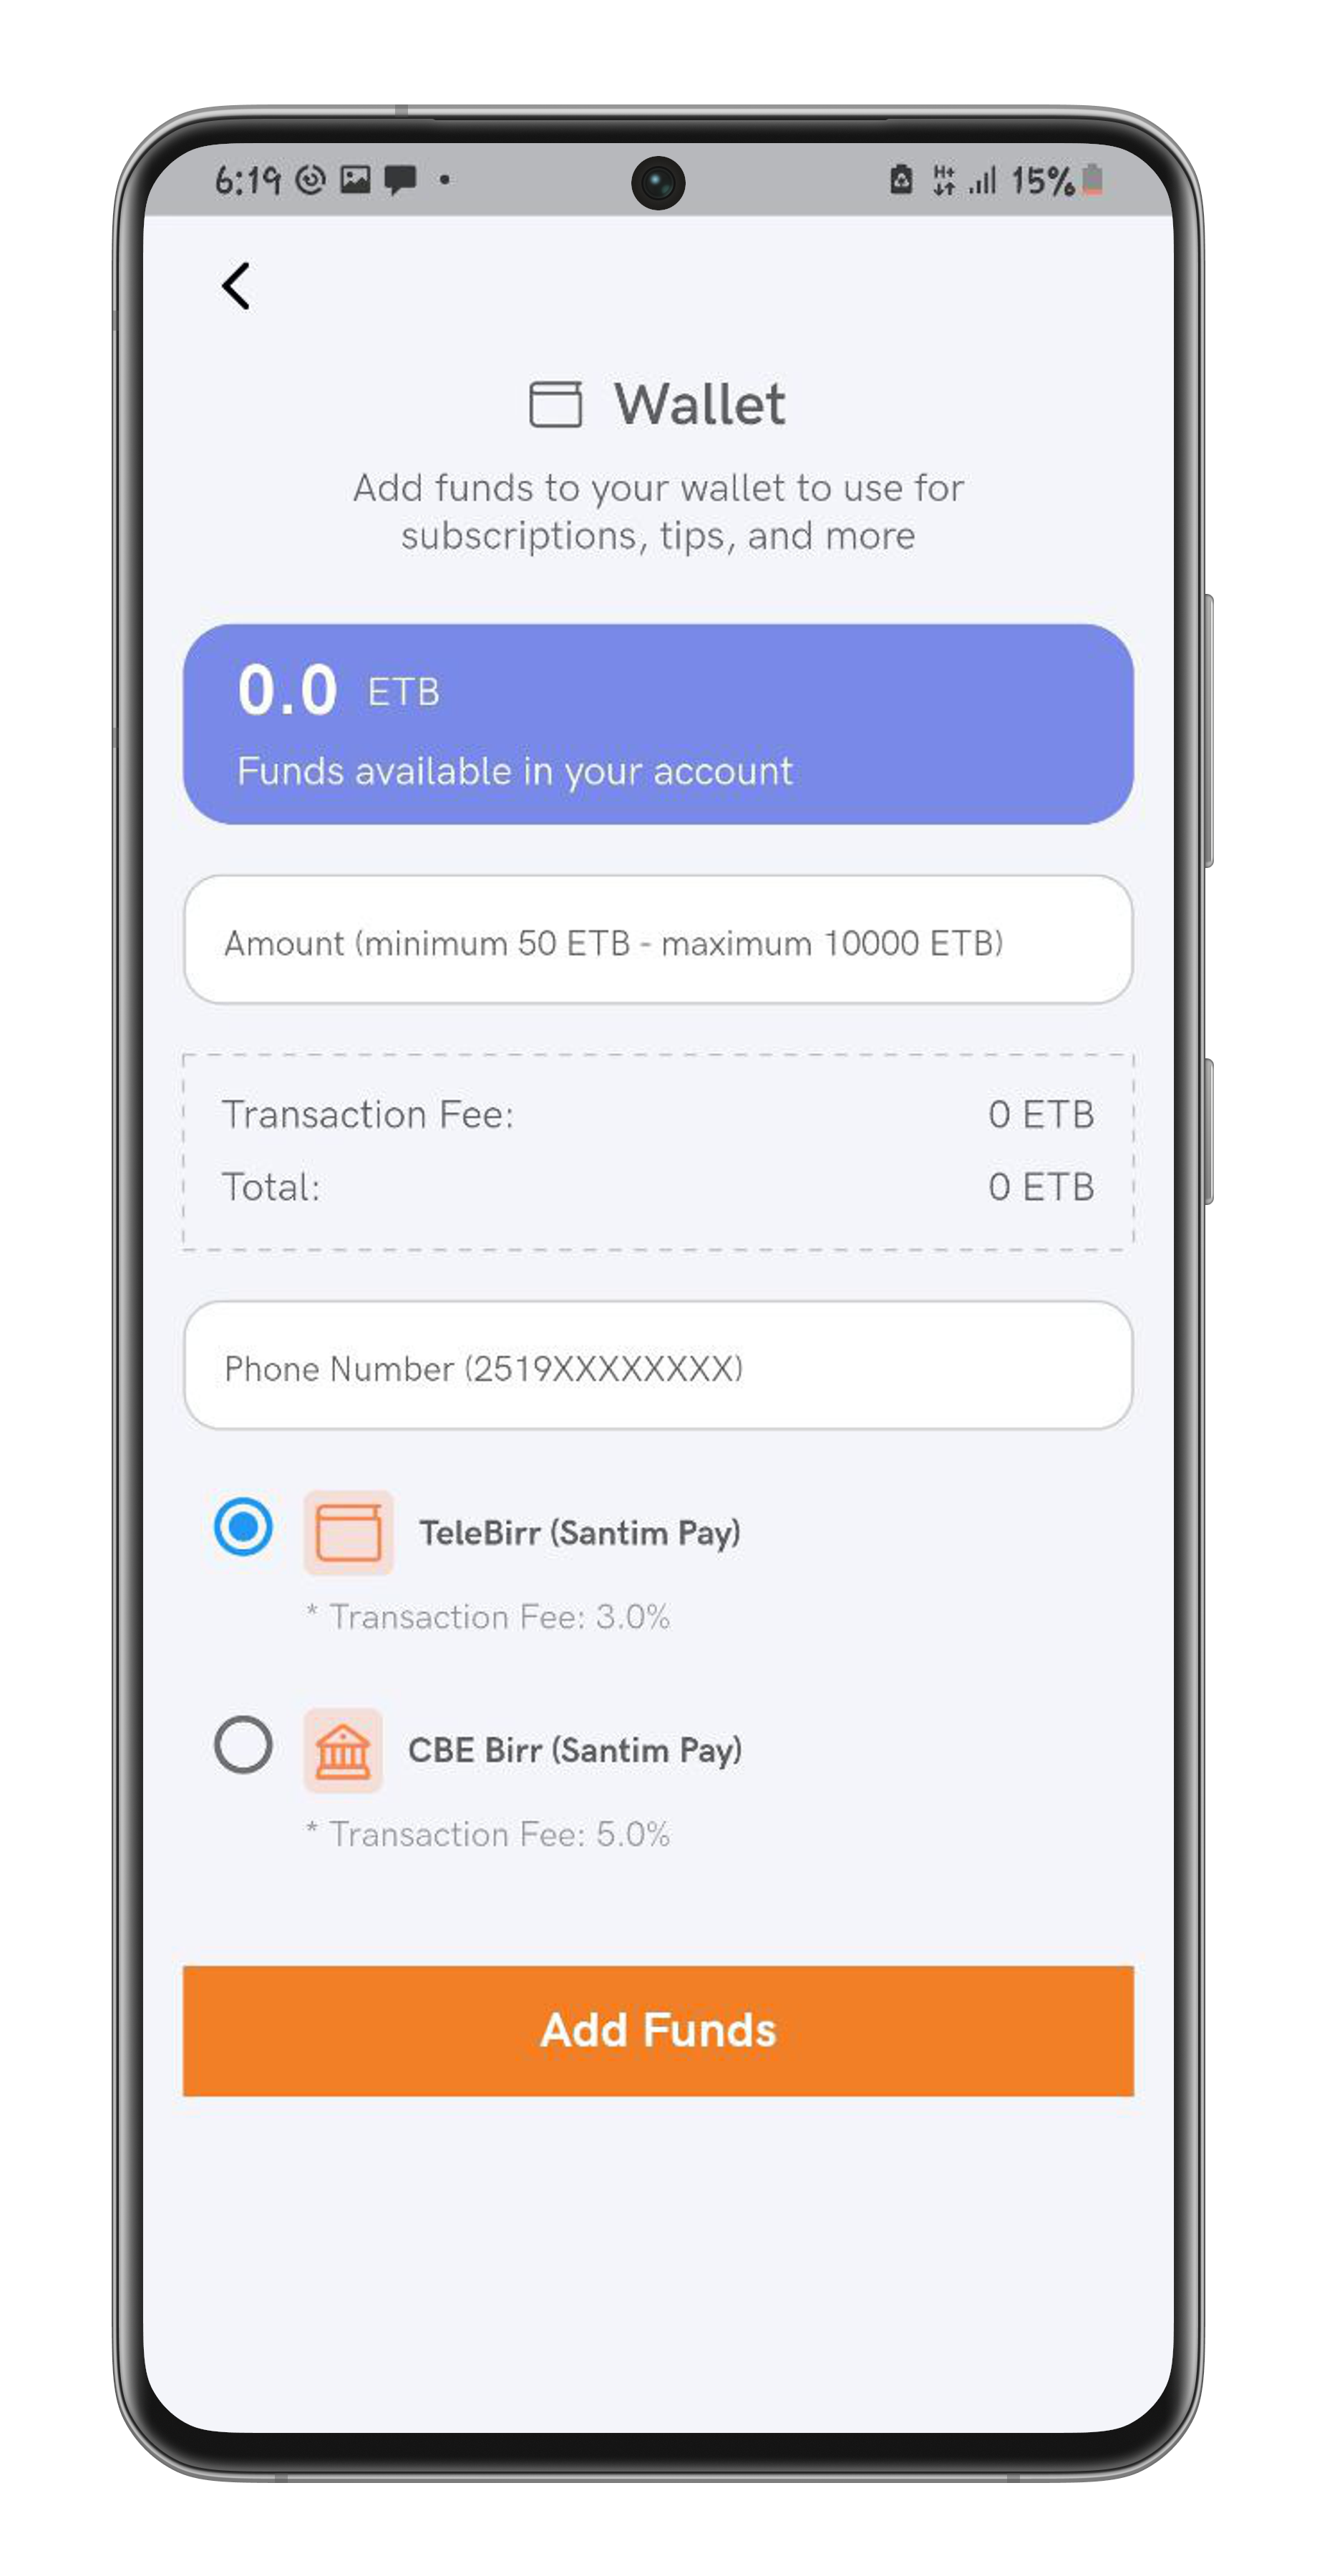 6:19
H+
15%
Wallet
Add funds to your wallet to use for
subscriptions, tips, and more
0.0 ETB
Funds available in your account
Amount (minimum 50 ETB - maximum 10000 ETB)
Transaction Fee: 0 ETB
Total: 0 ETB
Phone Number (2519XXXXXXXX)
TeleBirr (Santim Pay)
* Transaction Fee: 3.0%
CBE Birr (Santim Pay)
* Transaction Fee: 5.0%
Add Funds